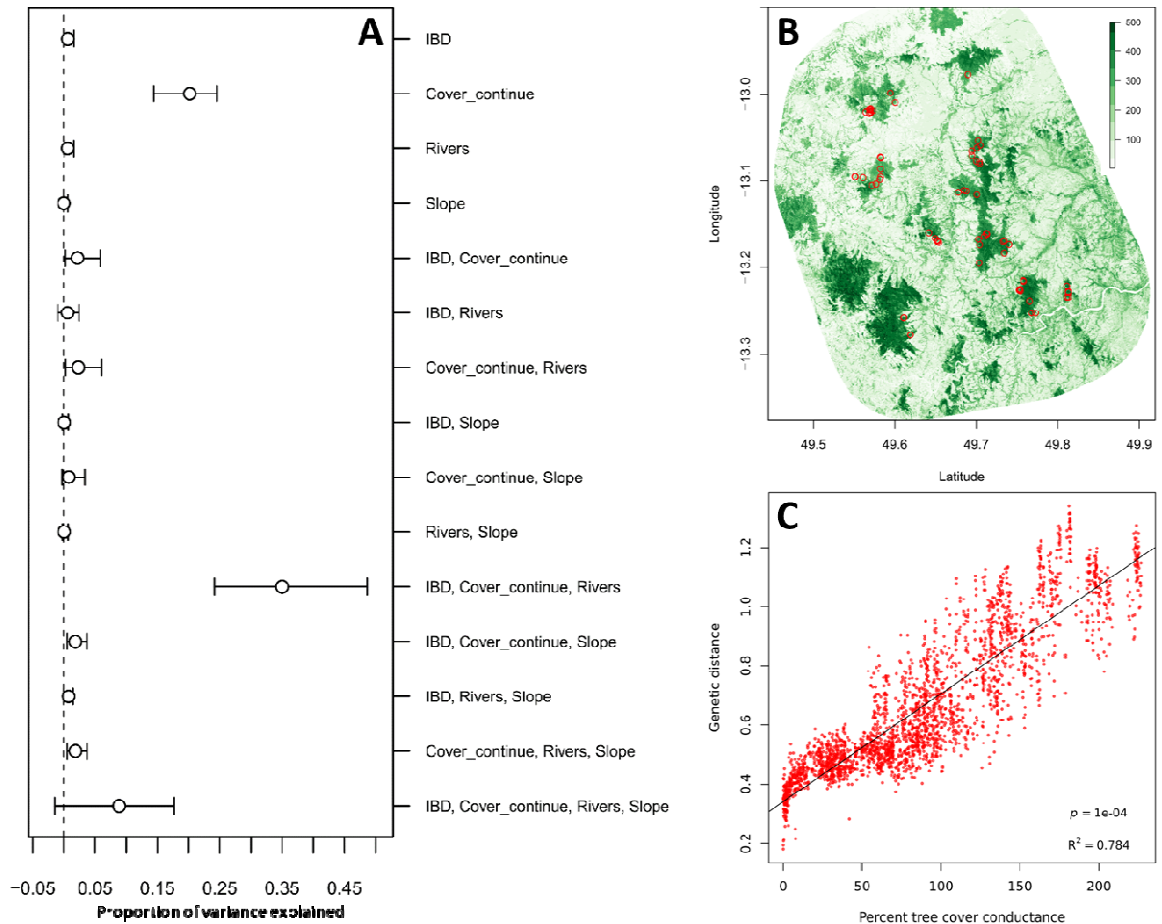 A
IBD
Cover_continue
Rivers
Slope
IBD, Cover_continue
IBD, Rivers
Cover_continue, Rivers
IBD, Slope
Cover_continue, Slope
Rivers, Slope
IBD, Cover_continue, Rivers
IBD, Cover_continue, Slope
IBD, Rivers, Slope
Cover_continue, Rivers, Slope
IBD, Cover_continue, Rivers, Slope
−0.05 0.05 0.15 0.25 0.35 0.45
Proportion of variance explained
B
600
400
300
200
100
−13.0
−13.1
−13.2
−13.3
Longitude
49.5 49.6 49.7 49.8 49.9
Latitude
C
1.2
1.0
0.8
0.6
0.4
0.2
Genetic distance
p = 1e-04
R² = 0.784
0 50 100 150 200
Percent tree cover conductance